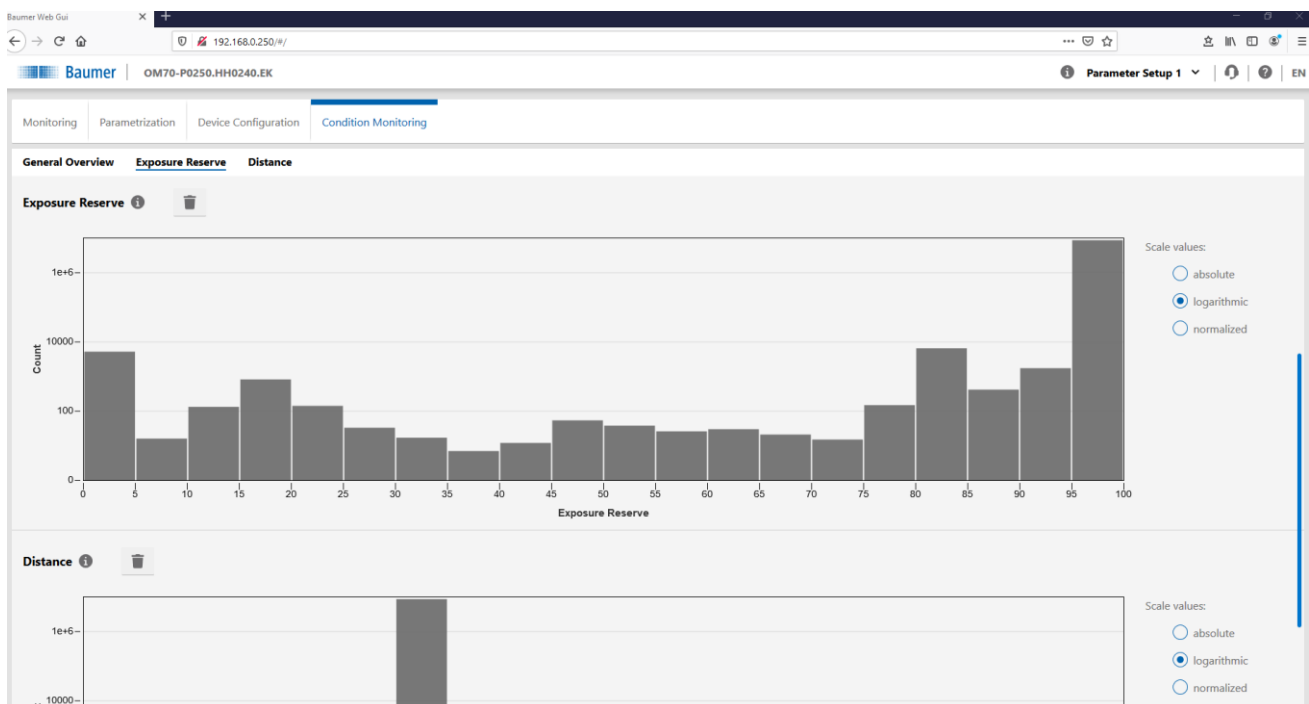 Baumer Web Gui
192.168.0.250/#/
Baumer OM70-P0250.HH0240.EK
Parameter Setup 1
EN
Monitoring Parametrization Device Configuration Condition Monitoring
General Overview Exposure Reserve Distance
Exposure Reserve
Scale values:
absolute
logarithmic
normalized
1e+6
10000
100
0
Count
0 5 10 15 20 25 30 35 40 45 50 55 60 65 70 75 80 85 90 95 100
Exposure Reserve
Distance
Scale values:
absolute
logarithmic
normalized
1e+6
10000